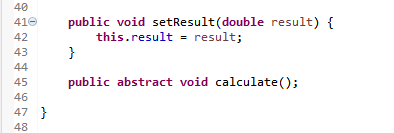 40
41 public void setResult(double result) {
42 this.result = result;
43 }
44
45 public abstract void calculate();
46
47 }
48